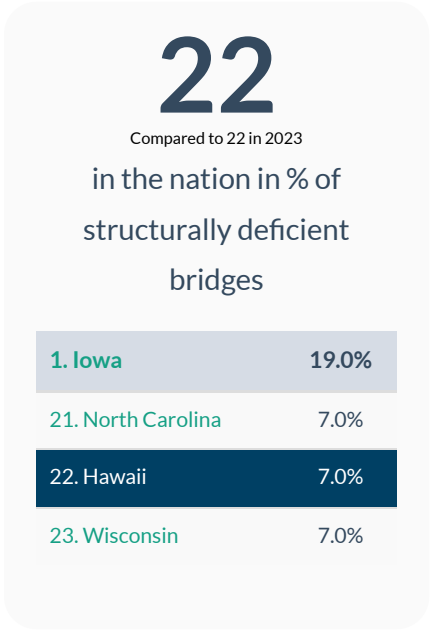 22
Compared to 22 in 2023
in the nation in % of
structurally deficient
bridges
1. Iowa 19.0%
21. North Carolina 7.0%
22. Hawaii 7.0%
23. Wisconsin 7.0%